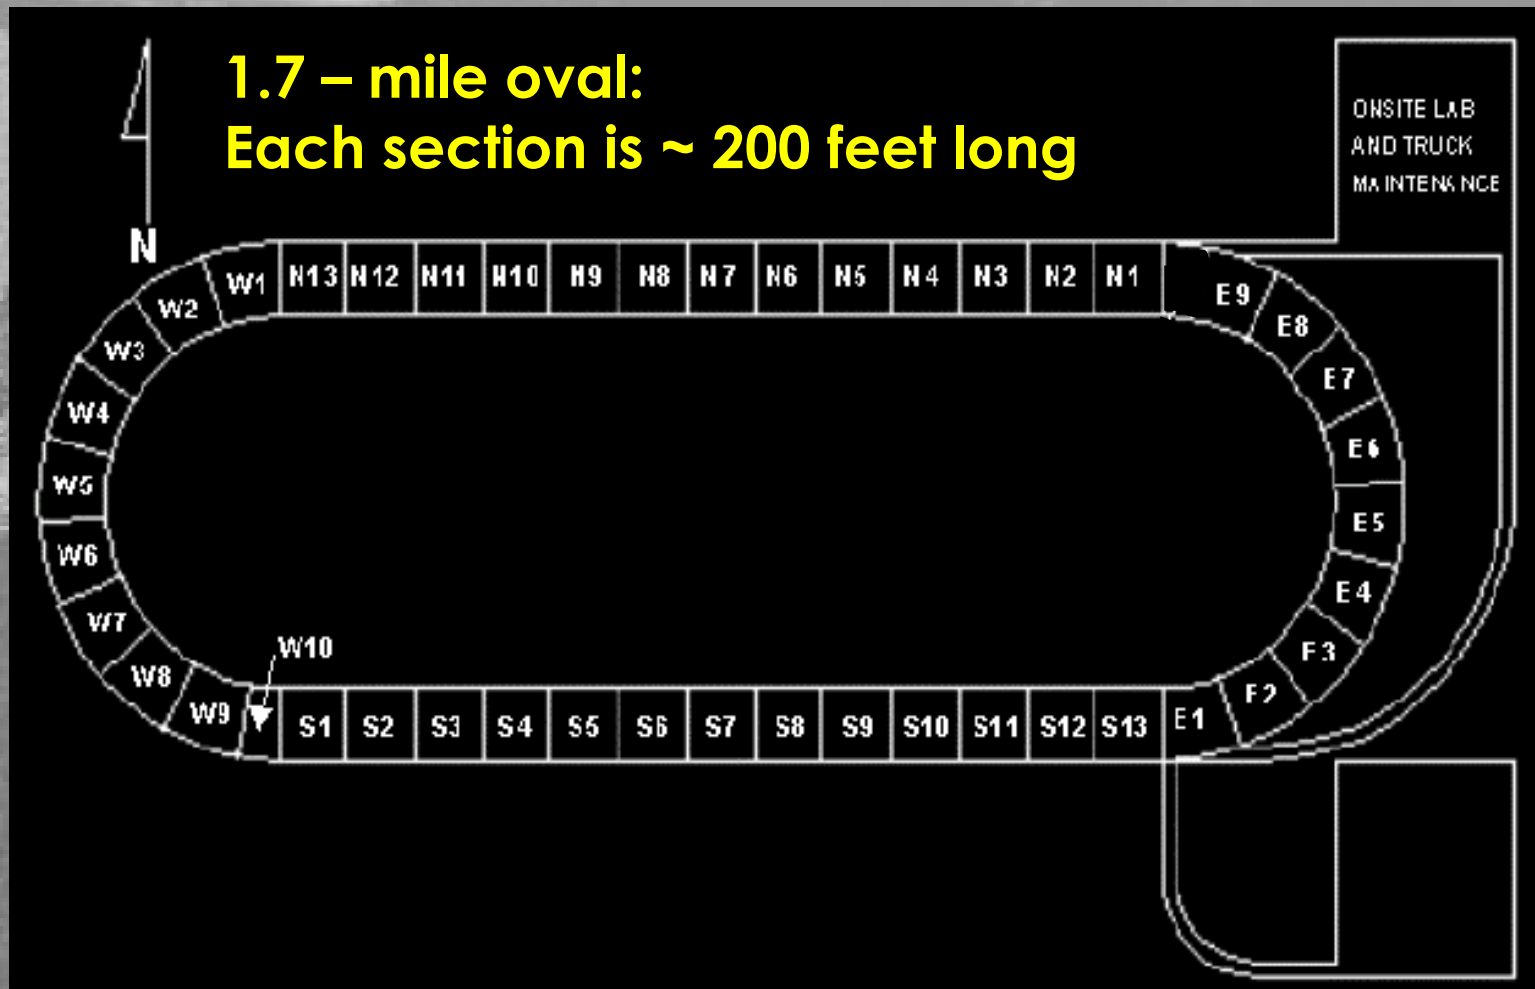 1.7 – mile oval:
Each section is ~ 200 feet long
ONSITE LAB
AND TRUCK
MAINTENANCE
N
W1 N13 N12 N11 N10 N9 N8 N7 N6 N5 N4 N3 N2 N1 E9
W2 E8
W3 E7
W4 E6
W5 E5
W6 E4
W7 E3
W10
W8 E2
W9 S1 S2 S3 S4 S5 S6 S7 S8 S9 S10 S11 S12 S13 E1